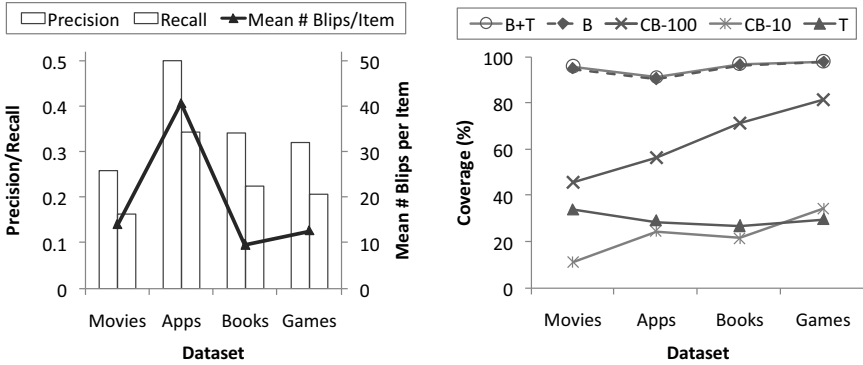 Precision Recall Mean # Blips/Item
0.5
0.4
0.3
0.2
0.1
0
Precision/Recall
50
40
30
20
10
0
Mean # Blips per Item
Movies Apps Books Games
Dataset
B+T B CB-100 CB-10 T
100
80
60
40
20
0
Coverage (%)
Movies Apps Books Games
Dataset